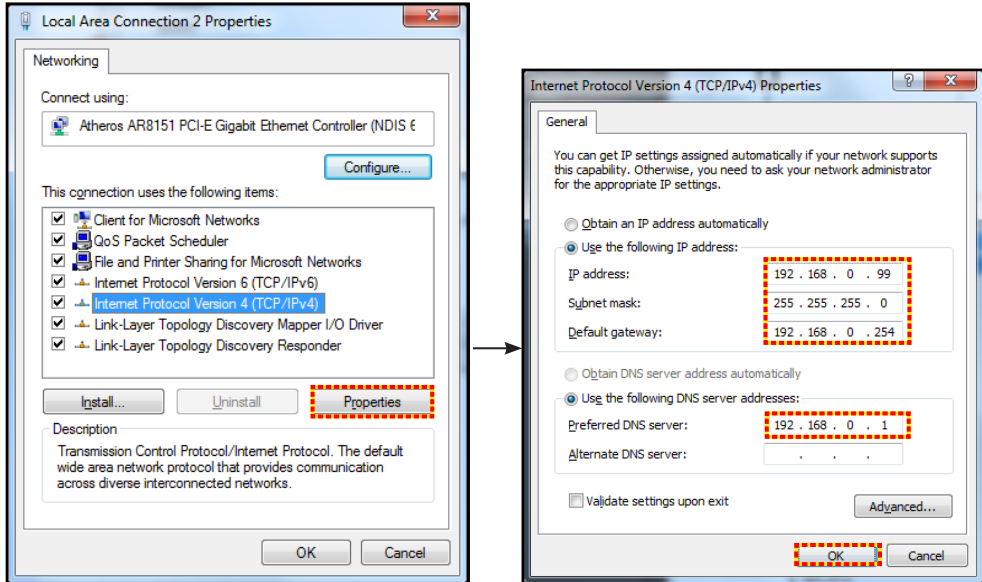 Local Area Connection 2 Properties
Networking
Connect using:
Atheros AR8151 PCI-E Gigabit Ethernet Controller (NDIS 6
Configure...
This connection uses the following items:
Client for Microsoft Networks
QoS Packet Scheduler
File and Printer Sharing for Microsoft Networks
Internet Protocol Version 6 (TCP/IPv6)
Internet Protocol Version 4 (TCP/IPv4)
Link-Layer Topology Discovery Mapper I/O Driver
Link-Layer Topology Discovery Responder
Install...
Uninstall
Properties
Description
Transmission Control Protocol/Internet Protocol. The default
wide area network protocol that provides communication
across diverse interconnected networks.
OK
Cancel
Internet Protocol Version 4 (TCP/IPv4) Properties
General
You can get IP settings assigned automatically if your network supports
this capability. Otherwise, you need to ask your network administrator
for the appropriate IP settings.
Obtain an IP address automatically
Use the following IP address:
IP address: 192 . 168 . 0 . 99
Subnet mask: 255 . 255 . 255 . 0
Default gateway: 192 . 168 . 0 . 254
Obtain DNS server address automatically
Use the following DNS server addresses:
Preferred DNS server: 192 . 168 . 0 . 1
Alternate DNS server: . . .
Validate settings upon exit
Advanced...
OK
Cancel